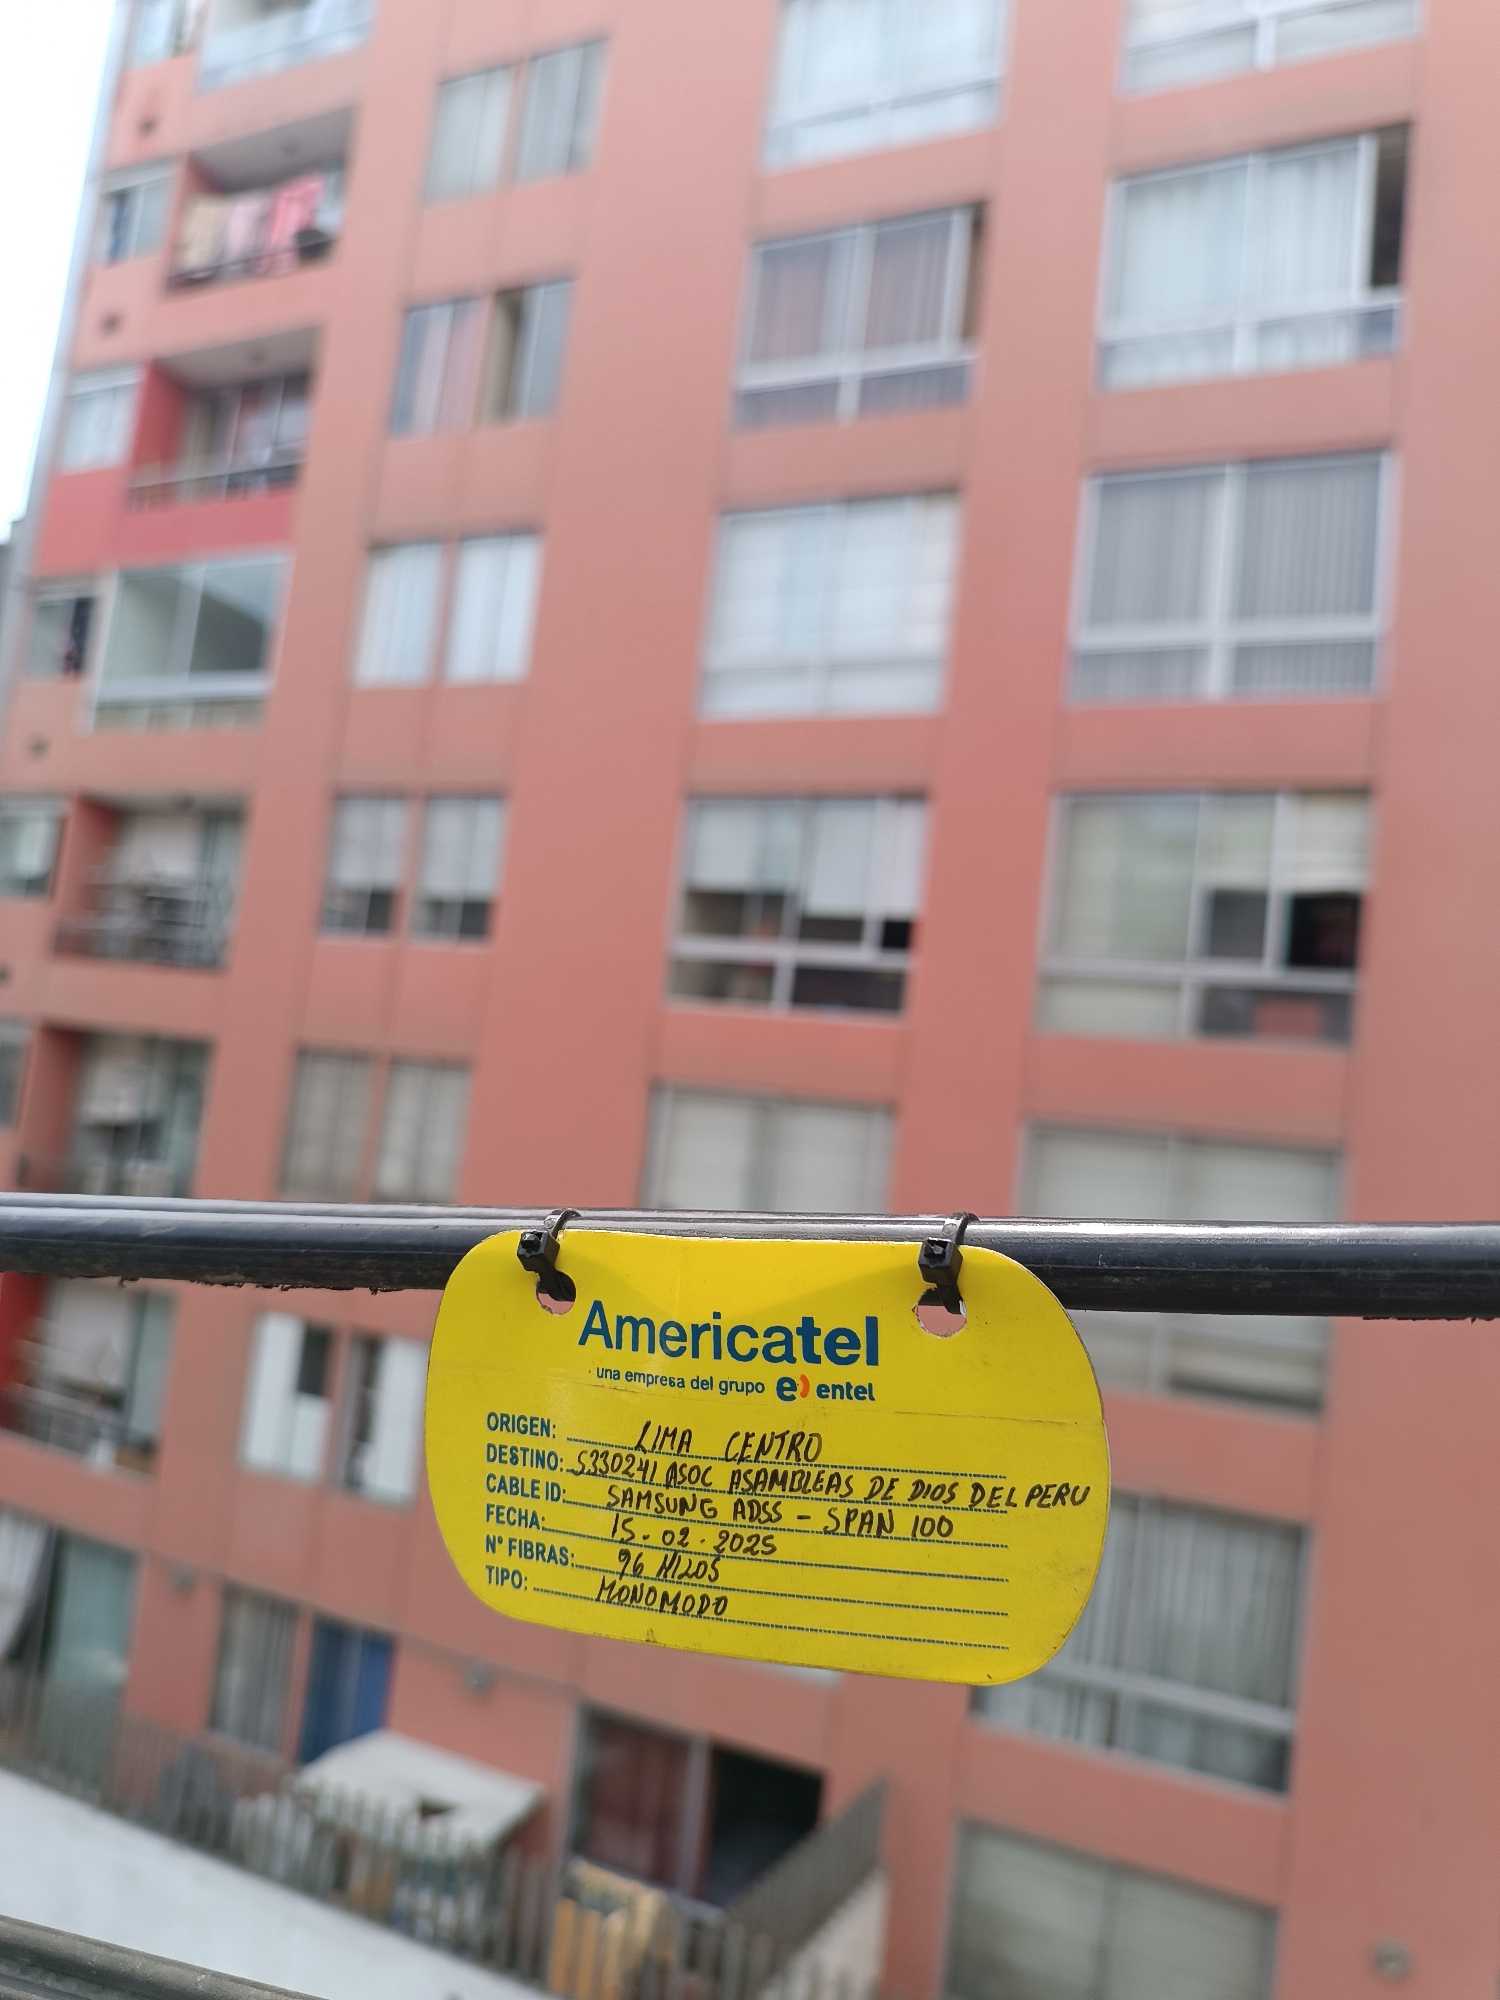 Americatel
una empresa del grupo e) entel
ORIGEN: LIMA CENTRO
DESTINO: S330241 ASOC ASAMBLEAS DE DIOS DEL PERU
CABLE ID: SAMSUNG ADSS - SPAN 100
FECHA: 15-02-2025
N° FIBRAS: 96 HILOS
TIPO: MONOMODO